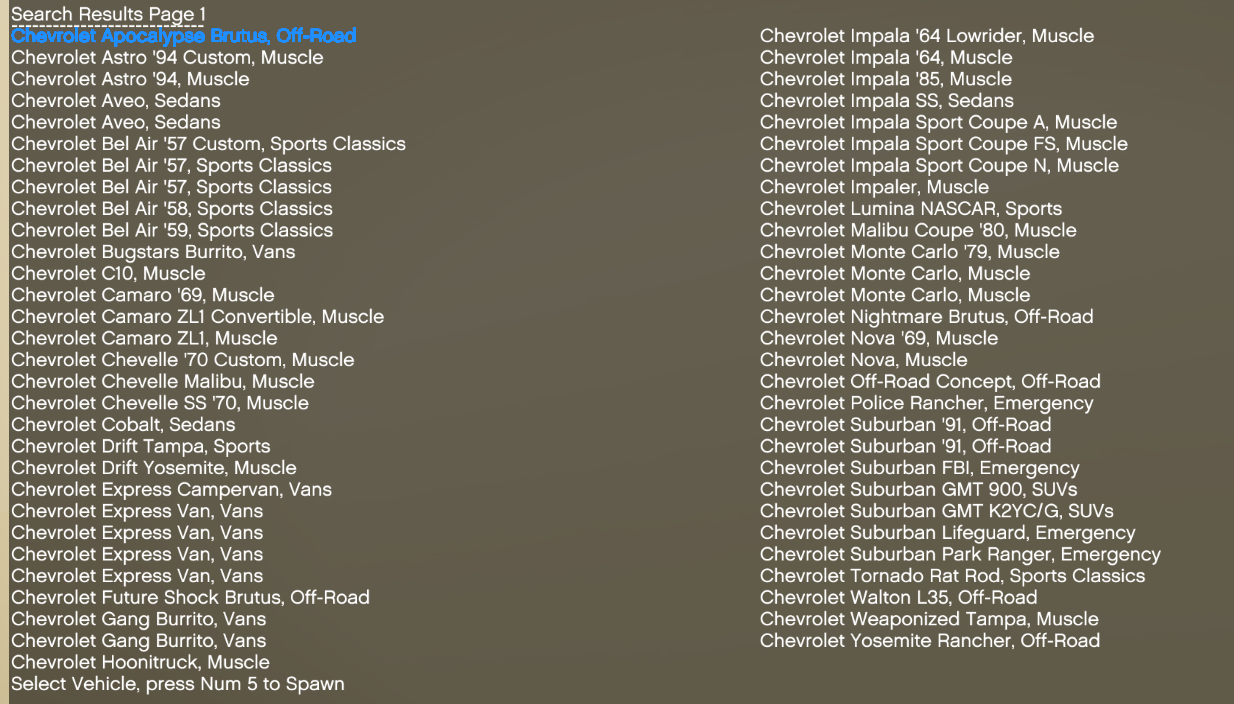 Search Results Page 1
Chevrolet Apocalypse Brutus, Off-Road
Chevrolet Astro '94 Custom, Muscle
Chevrolet Astro '94, Muscle
Chevrolet Aveo, Sedans
Chevrolet Aveo, Sedans
Chevrolet Bel Air '57 Custom, Sports Classics
Chevrolet Bel Air '57, Sports Classics
Chevrolet Bel Air '57, Sports Classics
Chevrolet Bel Air '58, Sports Classics
Chevrolet Bel Air '59, Sports Classics
Chevrolet Bugstars Burrito, Vans
Chevrolet C10, Muscle
Chevrolet Camaro '69, Muscle
Chevrolet Camaro ZL1 Convertible, Muscle
Chevrolet Camaro ZL1, Muscle
Chevrolet Chevelle '70 Custom, Muscle
Chevrolet Chevelle Malibu, Muscle
Chevrolet Chevelle SS '70, Muscle
Chevrolet Cobalt, Sedans
Chevrolet Drift Tampa, Sports
Chevrolet Drift Yosemite, Muscle
Chevrolet Express Campervan, Vans
Chevrolet Express Van, Vans
Chevrolet Express Van, Vans
Chevrolet Express Van, Vans
Chevrolet Express Van, Vans
Chevrolet Future Shock Brutus, Off-Road
Chevrolet Gang Burrito, Vans
Chevrolet Gang Burrito, Vans
Chevrolet Hoonitruck, Muscle
Select Vehicle, press Num 5 to Spawn
Chevrolet Impala '64 Lowrider, Muscle
Chevrolet Impala '64, Muscle
Chevrolet Impala '85, Muscle
Chevrolet Impala SS, Sedans
Chevrolet Impala Sport Coupe A, Muscle
Chevrolet Impala Sport Coupe FS, Muscle
Chevrolet Impala Sport Coupe N, Muscle
Chevrolet Impaler, Muscle
Chevrolet Lumina NASCAR, Sports
Chevrolet Malibu Coupe '80, Muscle
Chevrolet Monte Carlo '79, Muscle
Chevrolet Monte Carlo, Muscle
Chevrolet Monte Carlo, Muscle
Chevrolet Nightmare Brutus, Off-Road
Chevrolet Nova '69, Muscle
Chevrolet Nova, Muscle
Chevrolet Off-Road Concept, Off-Road
Chevrolet Police Rancher, Emergency
Chevrolet Suburban '91, Off-Road
Chevrolet Suburban '91, Off-Road
Chevrolet Suburban FBI, Emergency
Chevrolet Suburban GMT 900, SUVs
Chevrolet Suburban GMT K2YC/G, SUVs
Chevrolet Suburban Lifeguard, Emergency
Chevrolet Suburban Park Ranger, Emergency
Chevrolet Tornado Rat Rod, Sports Classics
Chevrolet Walton L35, Off-Road
Chevrolet Weaponized Tampa, Muscle
Chevrolet Yosemite Rancher, Off-Road